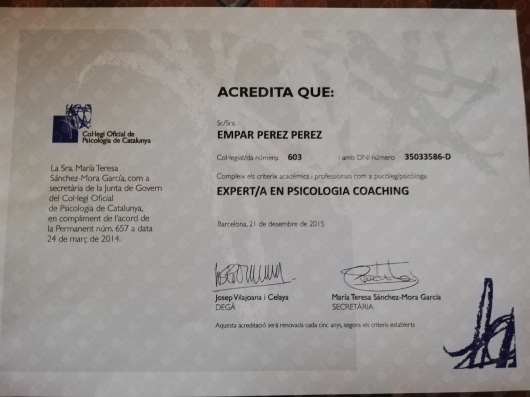 Col·legi Oficial de
Psicologia de Catalunya
La Sra. María Teresa
Sánchez-Mora García, com a
secretària de la Junta de Govern
del Col·legi Oficial
de Psicologia de Catalunya,
en compliment de l'acord de
la Permanent núm. 657 a data
24 de març de 2014.
ACREDITA QUE:
Sr./Sra.
EMPAR PEREZ PEREZ
Col·legiat/da número 603 i amb DNI número 35033586-D
Compleix els criteris acadèmics i professionals com a psicòleg/psicòloga
EXPERT/A EN PSICOLOGIA COACHING
Barcelona, 21 de desembre de 2015
Josep Vilajoana i Celaya
DEGÀ
María Teresa Sánchez-Mora García
SECRETÀRIA
Aquesta acreditació serà renovada cada cinc anys, segons els criteris establerts